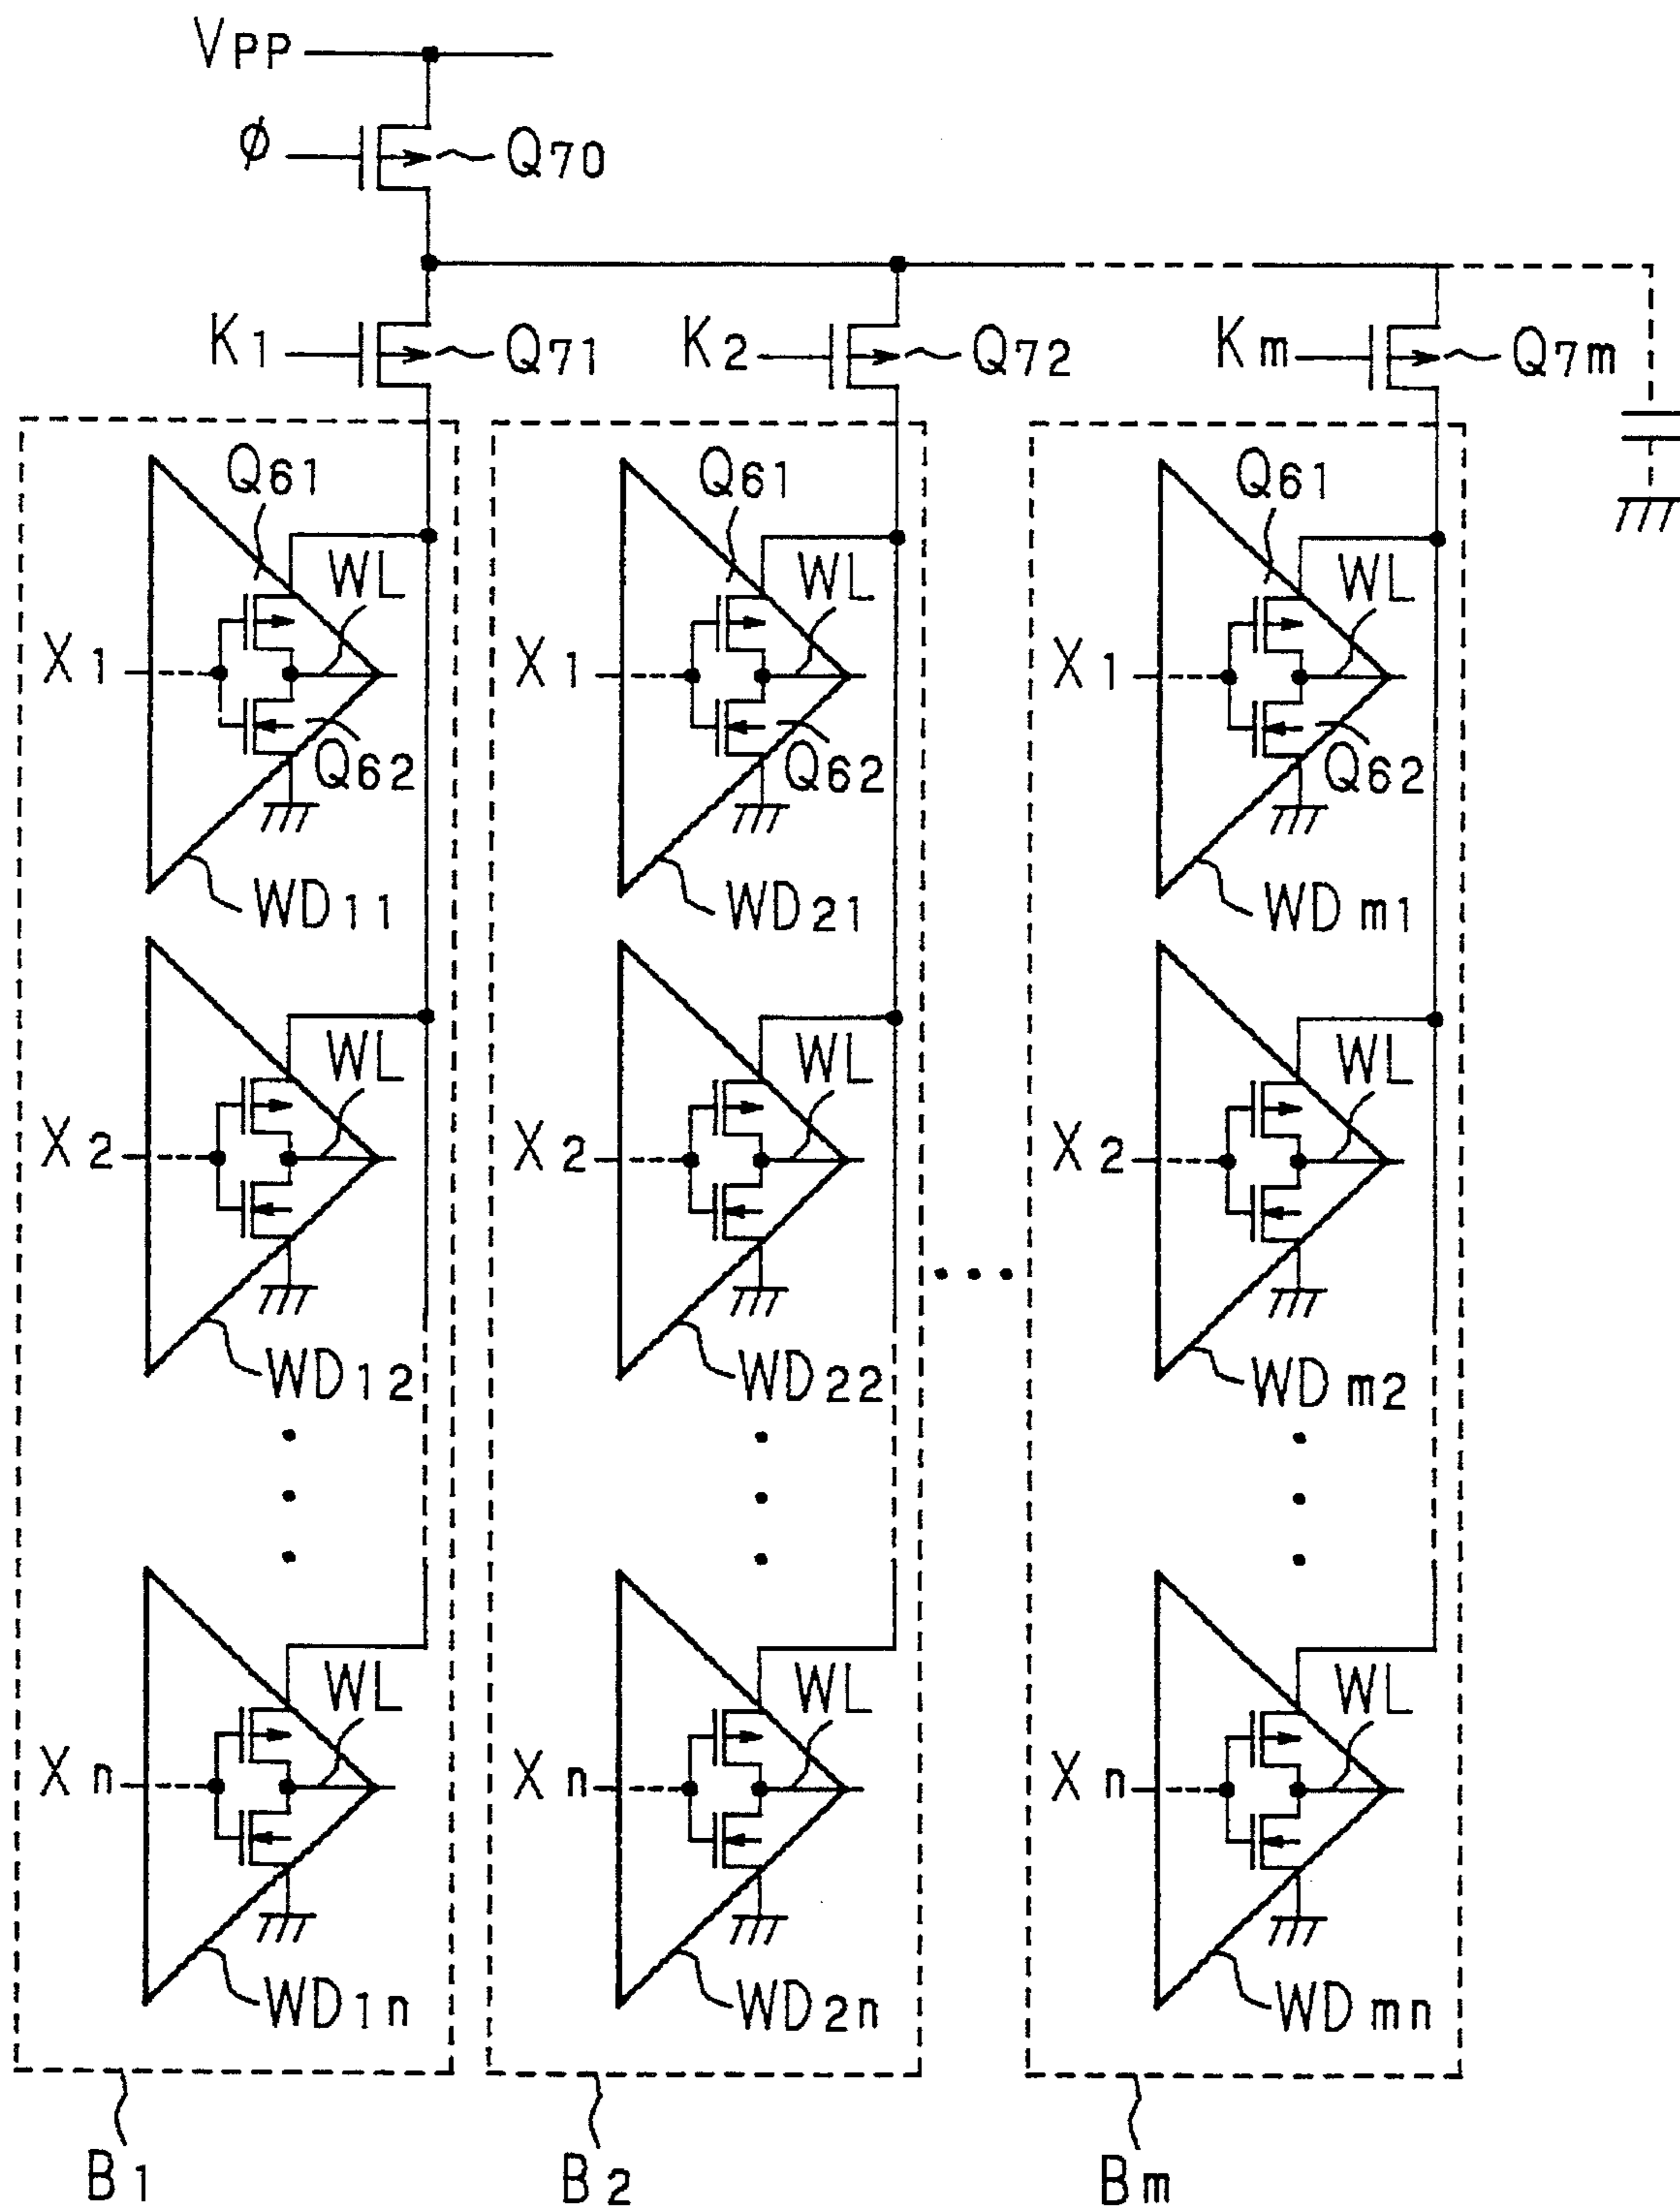 VPP
ø Q70
K1 Q71 K2 Q72 Km Q7m
Q61 Q61 Q61
WL WL WL
X1 X1 X1
Q62 Q62 Q62
WD11 WD21 WDm1
WL WL WL
X2 X2 X2
WD12 WD22 WDm2
WL WL WL
Xn Xn Xn
WD1n WD2n WDmn
B1 B2 Bm